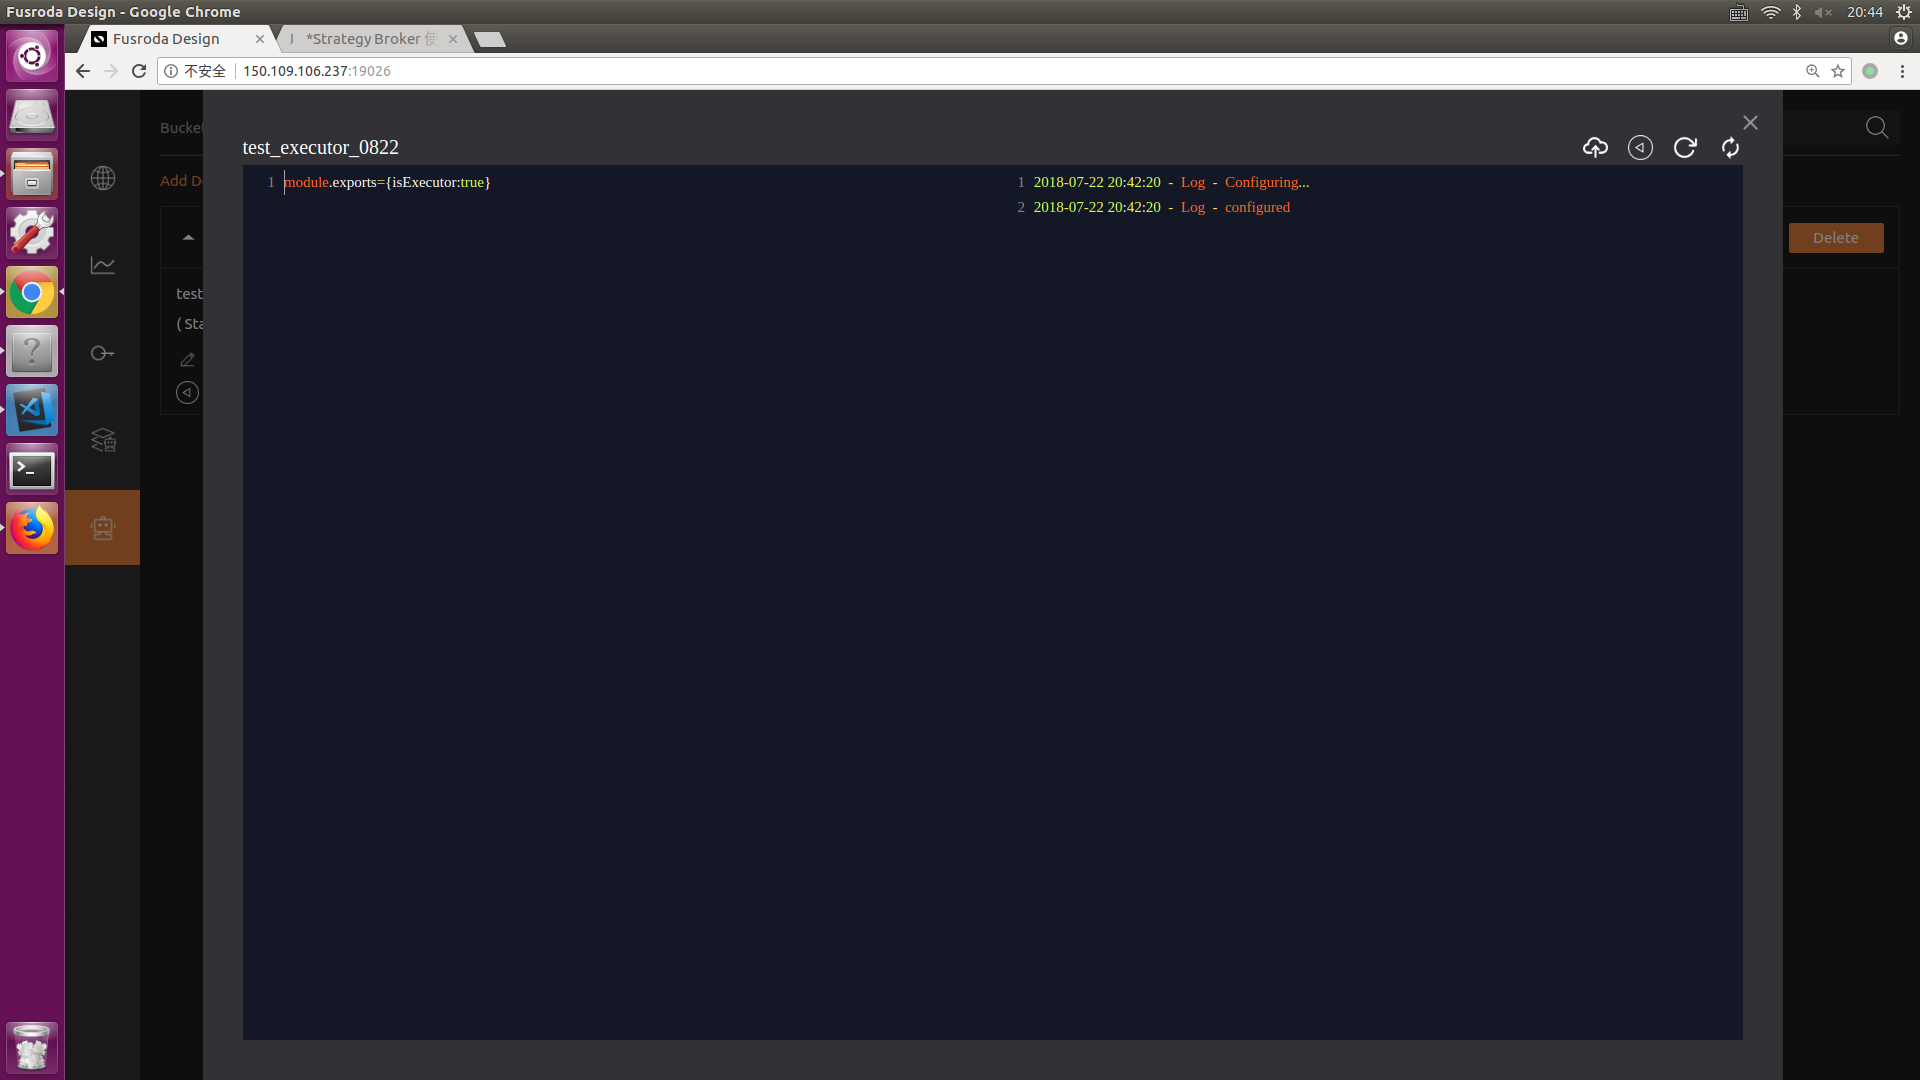 Fusroda Design - Google Chrome
20:44
Fusroda Design
*Strategy Broker 使
不安全
150.109.106.237:19026
test_executor_0822
Add D
Delete
1 module.exports={isExecutor:true}
1 2018-07-22 20:42:20 - Log - Configuring...
2 2018-07-22 20:42:20 - Log - configured
test
( Sta